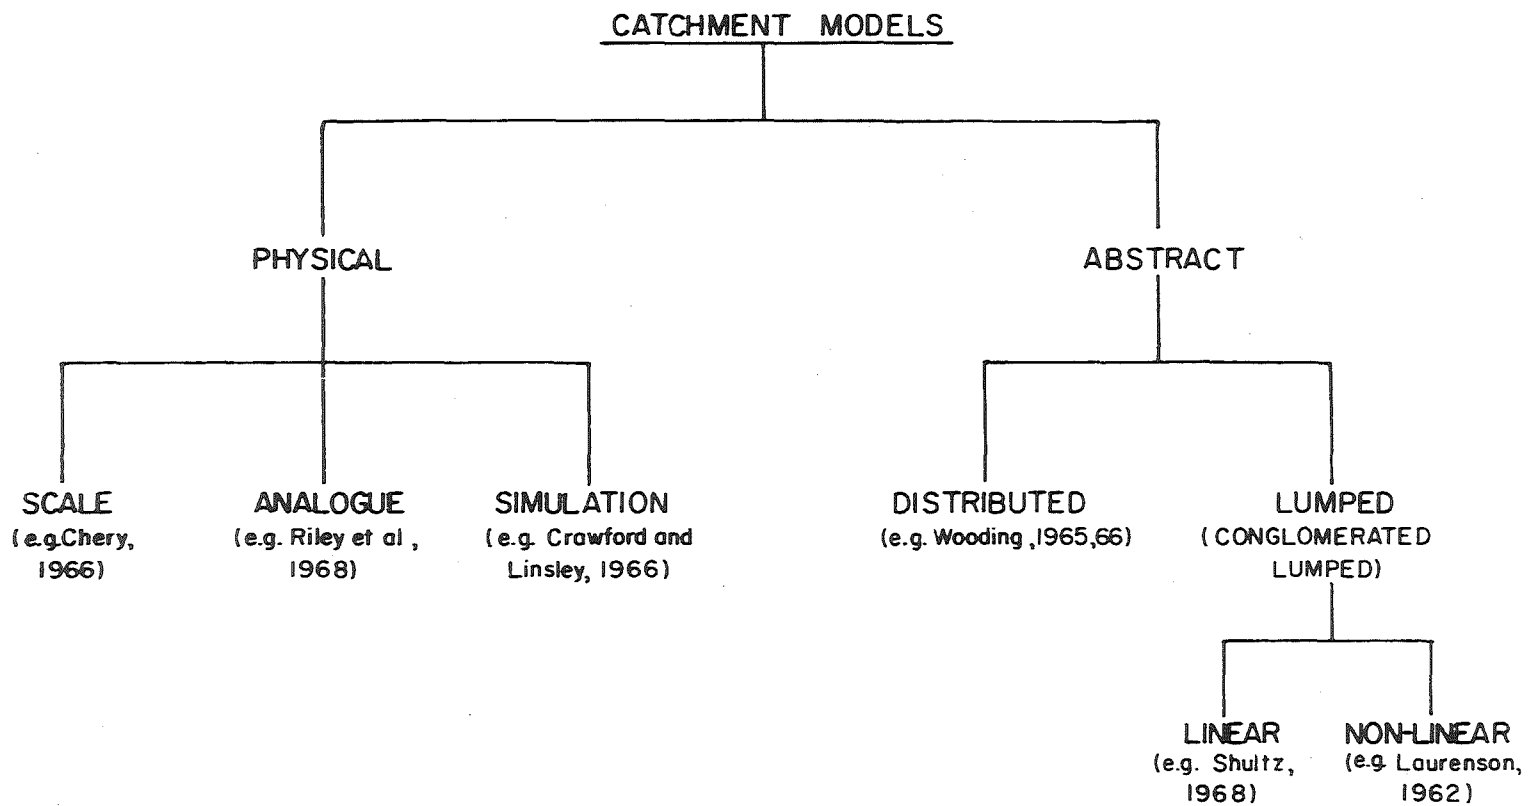 CATCHMENT MODELS
PHYSICAL
ABSTRACT
SCALE
(e.g.Chery,
1966)
ANALOGUE
(e.g. Riley et al,
1968)
SIMULATION
(e.g. Crawford and
Linsley, 1966)
DISTRIBUTED
(e.g. Wooding,1965,66)
LUMPED
(CONGLOMERATED
LUMPED)
LINEAR
(e.g. Shultz,
1968)
NON-LINEAR
(e.g. Laurenson,
1962)